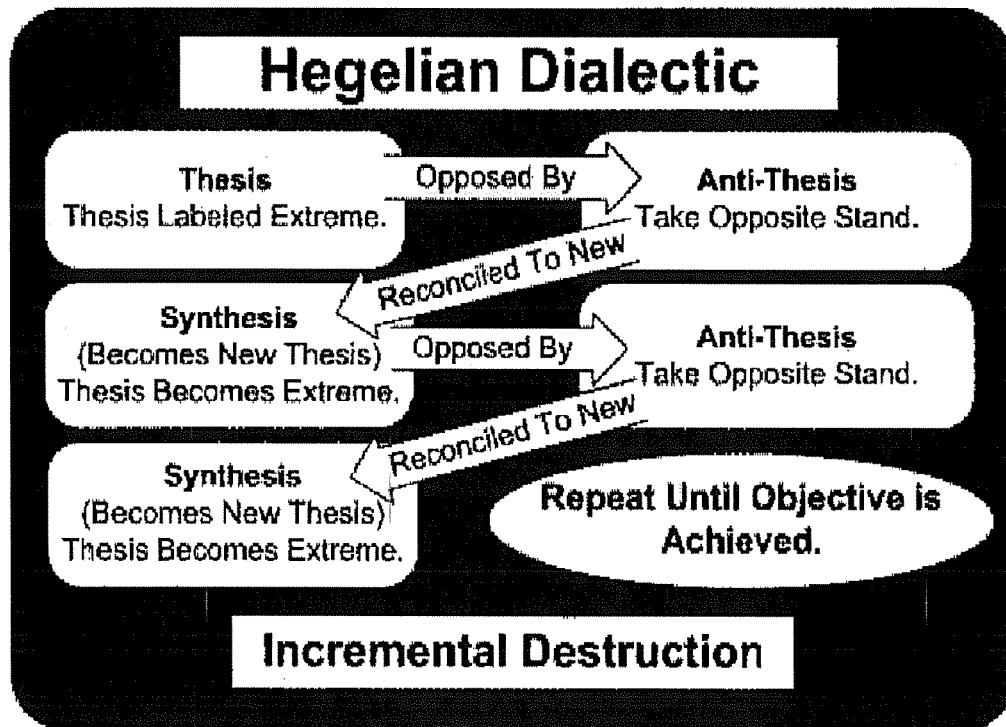 Hegelian Dialectic
Thesis
Thesis Labeled Extreme.
Opposed By
Anti-Thesis
Take Opposite Stand.
Reconciled To New
Synthesis
(Becomes New Thesis)
Thesis Becomes Extreme.
Opposed By
Anti-Thesis
Take Opposite Stand.
Reconciled To New
Synthesis
(Becomes New Thesis)
Thesis Becomes Extreme.
Repeat Until Objective is
Achieved.
Incremental Destruction